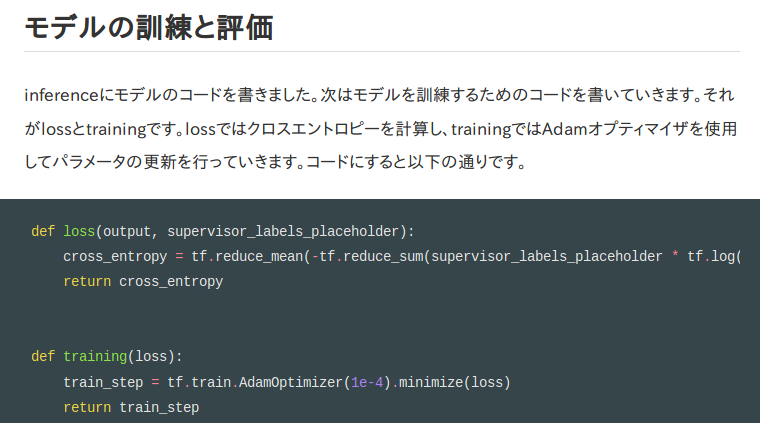 モデルの訓練と評価
inferenceにモデルのコードを書きました。次はモデルを訓練するためのコードを書いていきます。それ
がlossとtrainingです。lossではクロスエントロピーを計算し、trainingではAdamオプティマイザを使用
してパラメータの更新を行っていきます。コードにすると以下の通りです。
def loss(output, supervisor_labels_placeholder):
    cross_entropy = tf.reduce_mean(-tf.reduce_sum(supervisor_labels_placeholder * tf.log(
    return cross_entropy
def training(loss):
    train_step = tf.train.AdamOptimizer(1e-4).minimize(loss)
    return train_step